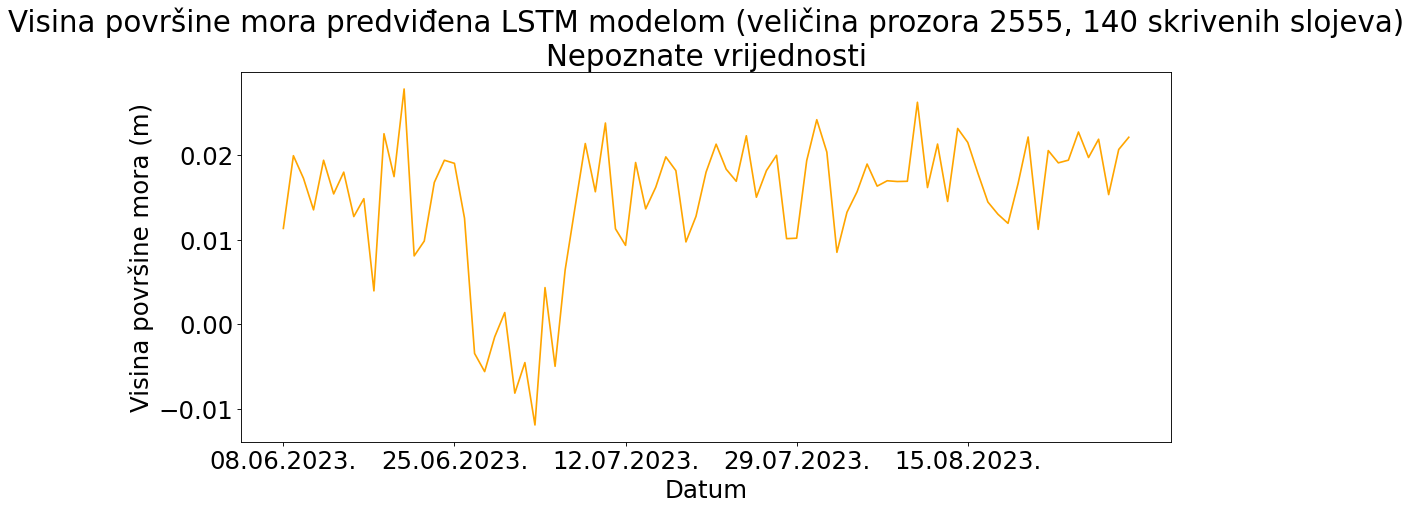 Visina površine mora predviđena LSTM modelom (veličina prozora 2555, 140 skrivenih slojeva)
Nepoznate vrijednosti
Visina površine mora (m)
0.02
0.01
0.00
−0.01
08.06.2023. 25.06.2023. 12.07.2023. 29.07.2023. 15.08.2023.
Datum